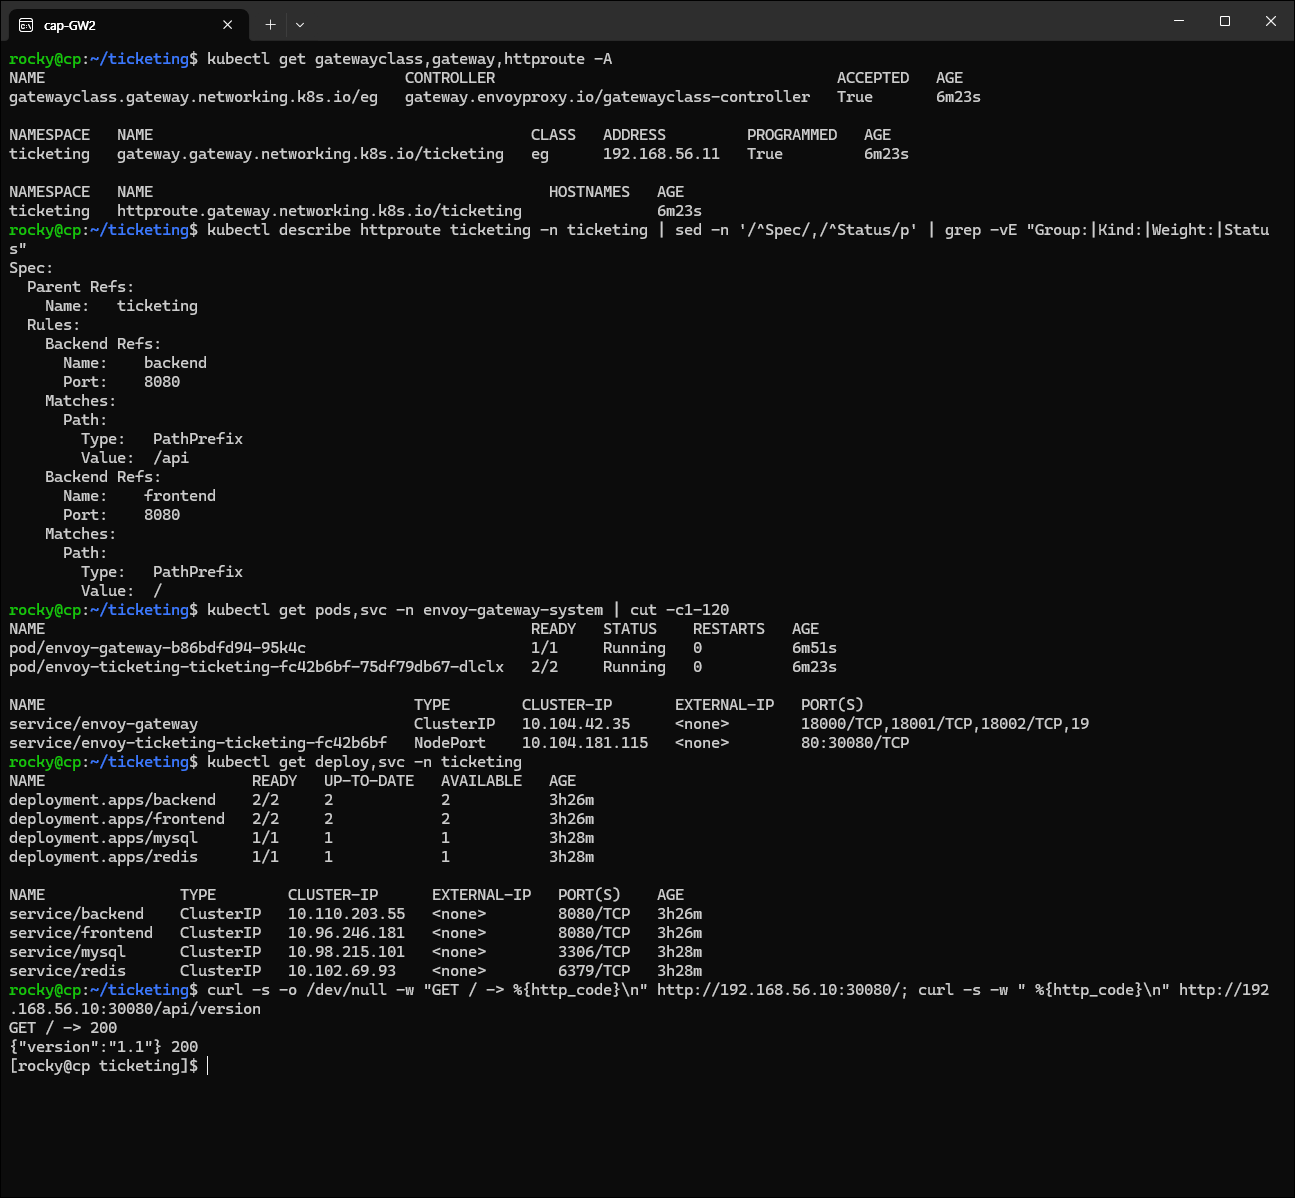 cap-GW2
rocky@cp:~/ticketing$ kubectl get gatewayclass,gateway,httproute -A
NAME                                        CONTROLLER                                      ACCEPTED   AGE
gatewayclass.gateway.networking.k8s.io/eg   gateway.envoyproxy.io/gatewayclass-controller   True       6m23s

NAMESPACE   NAME                                          CLASS   ADDRESS         PROGRAMMED   AGE
ticketing   gateway.gateway.networking.k8s.io/ticketing   eg      192.168.56.11   True         6m23s

NAMESPACE   NAME                                            HOSTNAMES   AGE
ticketing   httproute.gateway.networking.k8s.io/ticketing               6m23s
rocky@cp:~/ticketing$ kubectl describe httproute ticketing -n ticketing | sed -n '/^Spec/,/^Status/p' | grep -vE "Group:|Kind:|Weight:|Statu
s"
Spec:
  Parent Refs:
    Name:   ticketing
  Rules:
    Backend Refs:
      Name:    backend
      Port:    8080
    Matches:
      Path:
        Type:   PathPrefix
        Value:  /api
    Backend Refs:
      Name:    frontend
      Port:    8080
    Matches:
      Path:
        Type:   PathPrefix
        Value:  /
rocky@cp:~/ticketing$ kubectl get pods,svc -n envoy-gateway-system | cut -c1-120
NAME                                                      READY   STATUS    RESTARTS   AGE
pod/envoy-gateway-b86bdfd94-95k4c                         1/1     Running   0          6m51s
pod/envoy-ticketing-ticketing-fc42b6bf-75df79db67-dlclx   2/2     Running   0          6m23s

NAME                                         TYPE        CLUSTER-IP       EXTERNAL-IP   PORT(S)
service/envoy-gateway                        ClusterIP   10.104.42.35     <none>        18000/TCP,18001/TCP,18002/TCP,19
service/envoy-ticketing-ticketing-fc42b6bf   NodePort    10.104.181.115   <none>        80:30080/TCP
rocky@cp:~/ticketing$ kubectl get deploy,svc -n ticketing
NAME                       READY   UP-TO-DATE   AVAILABLE   AGE
deployment.apps/backend    2/2     2            2           3h26m
deployment.apps/frontend   2/2     2            2           3h26m
deployment.apps/mysql      1/1     1            1           3h28m
deployment.apps/redis      1/1     1            1           3h28m

NAME               TYPE        CLUSTER-IP      EXTERNAL-IP   PORT(S)    AGE
service/backend    ClusterIP   10.110.203.55   <none>        8080/TCP   3h26m
service/frontend   ClusterIP   10.96.246.181   <none>        8080/TCP   3h26m
service/mysql      ClusterIP   10.98.215.101   <none>        3306/TCP   3h28m
service/redis      ClusterIP   10.102.69.93    <none>        6379/TCP   3h28m
rocky@cp:~/ticketing$ curl -s -o /dev/null -w "GET / -> %{http_code}\n" http://192.168.56.10:30080/; curl -s -w " %{http_code}\n" http://192
.168.56.10:30080/api/version
GET / -> 200
{"version":"1.1"} 200
[rocky@cp ticketing]$